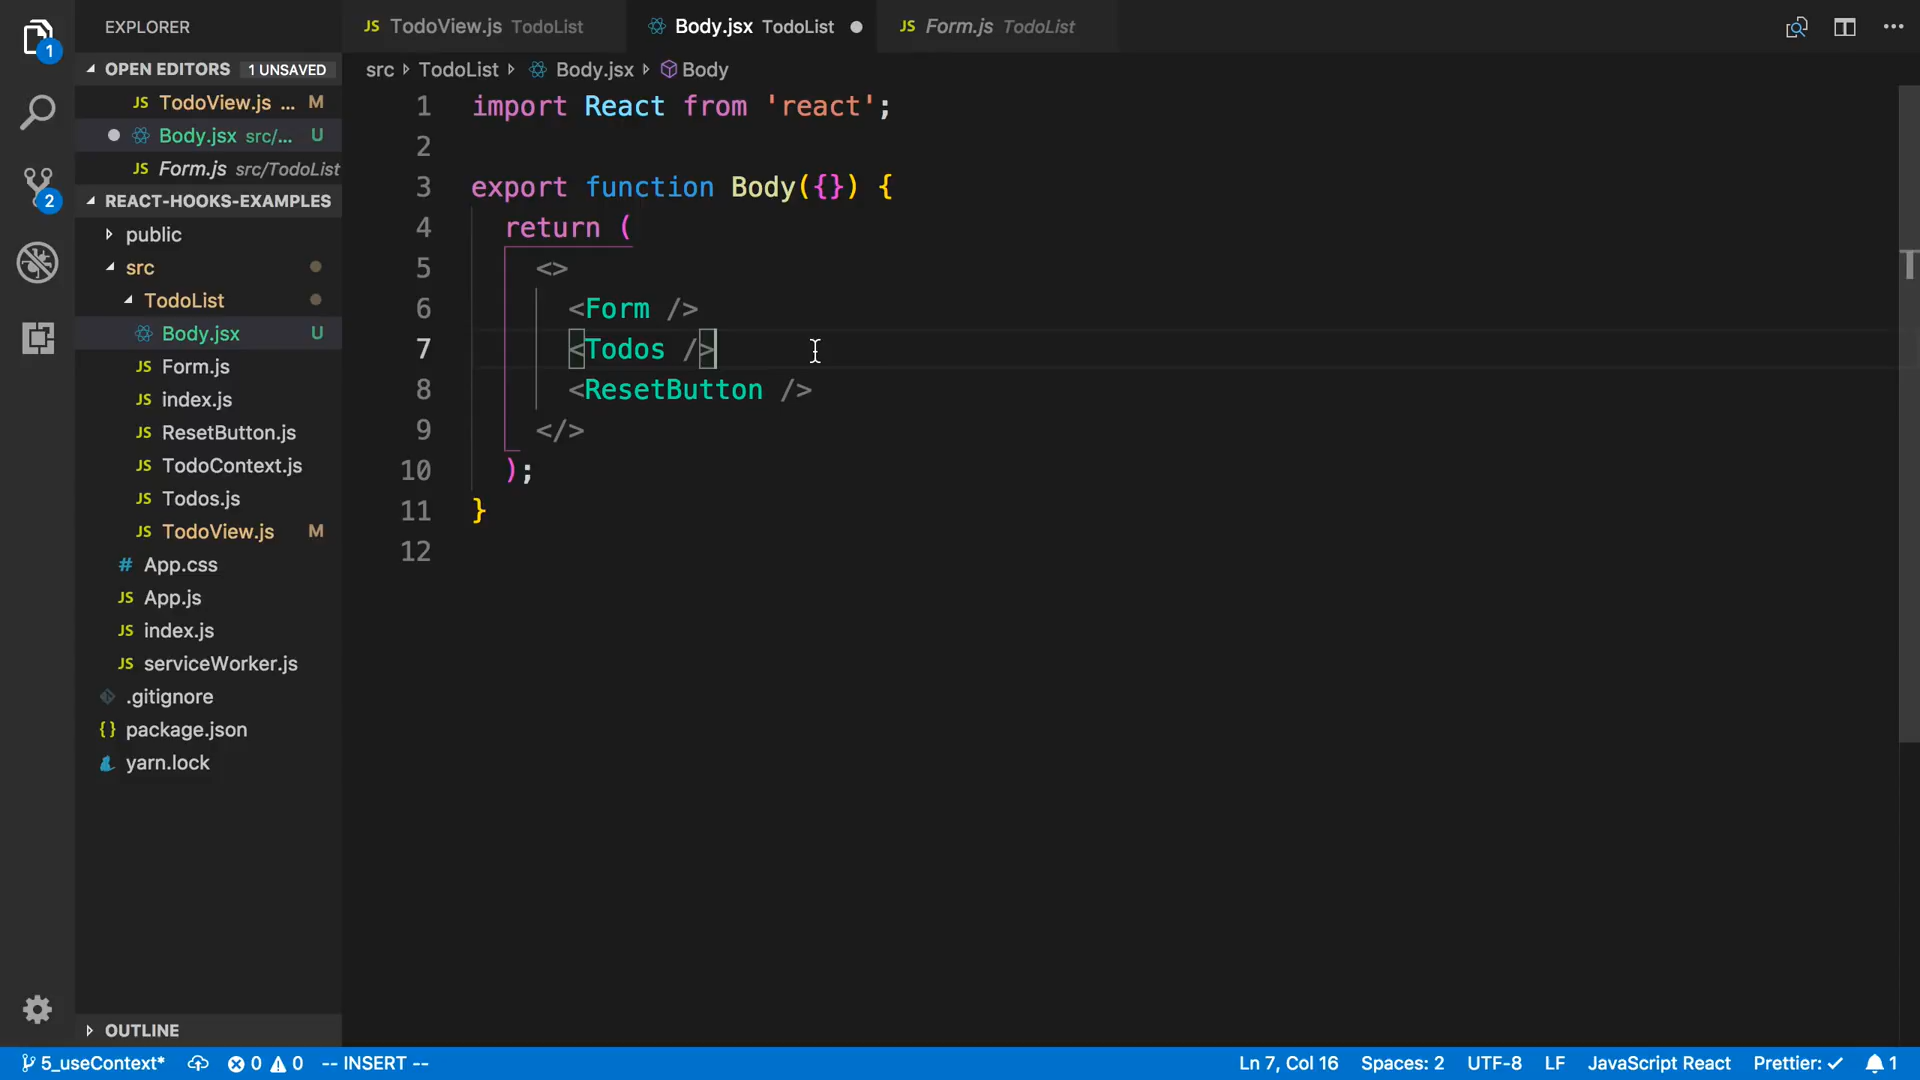 EXPLORER
JS TodoView.js TodoList
Body.jsx TodoList
JS Form.js TodoList
1
OPEN EDITORS 1 UNSAVED
JS TodoView.js ... M
Body.jsx src/... U
JS Form.js src/TodoList
2
REACT-HOOKS-EXAMPLES
public
src
TodoList
Body.jsx U
JS Form.js
JS index.js
JS ResetButton.js
JS TodoContext.js
JS Todos.js
JS TodoView.js M
# App.css
JS App.js
JS index.js
JS serviceWorker.js
.gitignore
{} package.json
yarn.lock
OUTLINE
src TodoList Body.jsx Body
1 import React from 'react';
2
3 export function Body({}) {
4 return (
5 <>
6 <Form />
7 <Todos />
8 <ResetButton />
9 </>
10 );
11 }
12
5_useContext* 0 0 -- INSERT -- Ln 7, Col 16 Spaces: 2 UTF-8 LF JavaScript React Prettier: ✓ 1